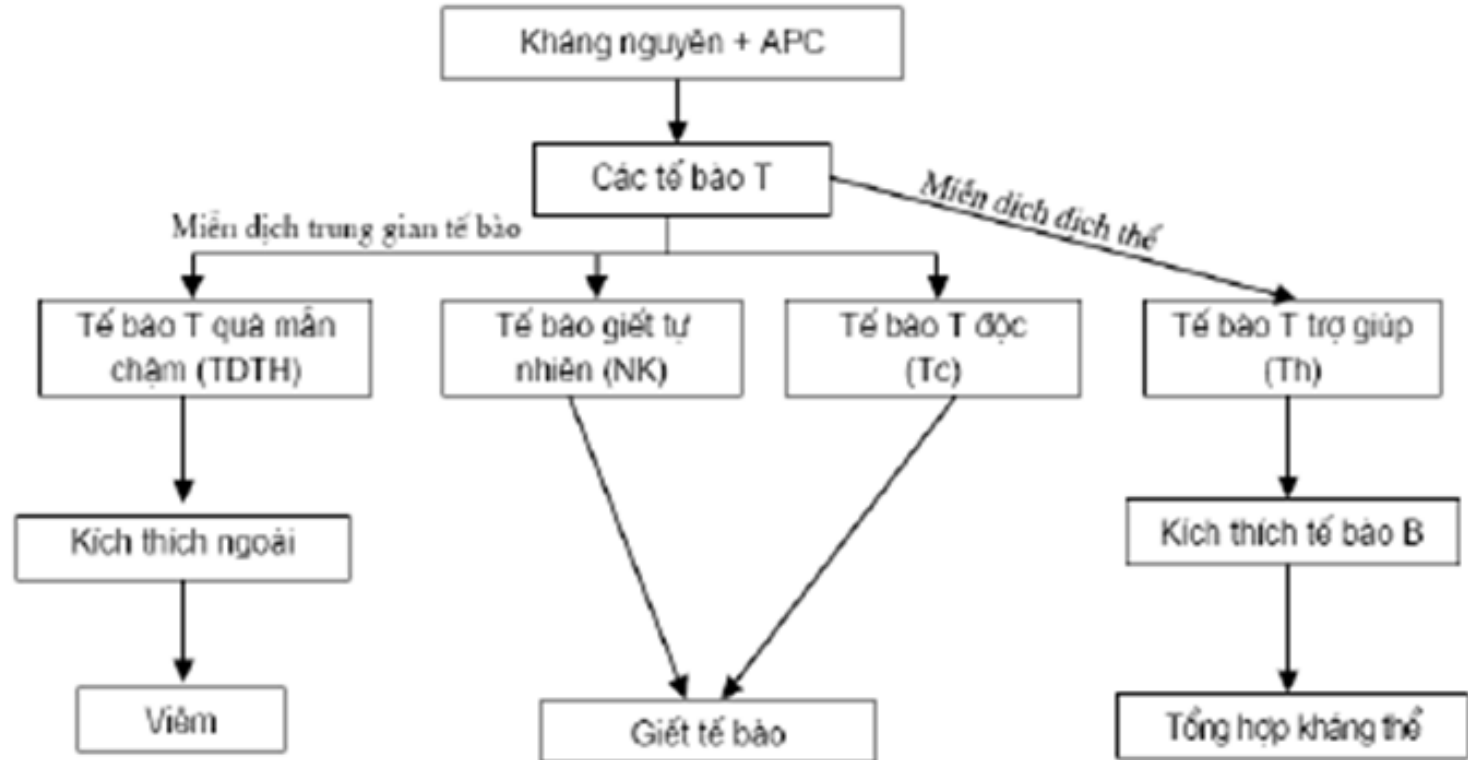 Kháng nguyên + APC
Các tế bào T
Miễn dịch trung gian tế bào
Miễn dịch dịch thể
Tế bào T quá mẫn
chậm (TDTH)
Tế bào giết tự
nhiên (NK)
Tế bào T độc
(Tc)
Tế bào T trợ giúp
(Th)
Kích thích ngoài
Kích thích tế bào B
Viêm
Giết tế bào
Tổng hợp kháng thể